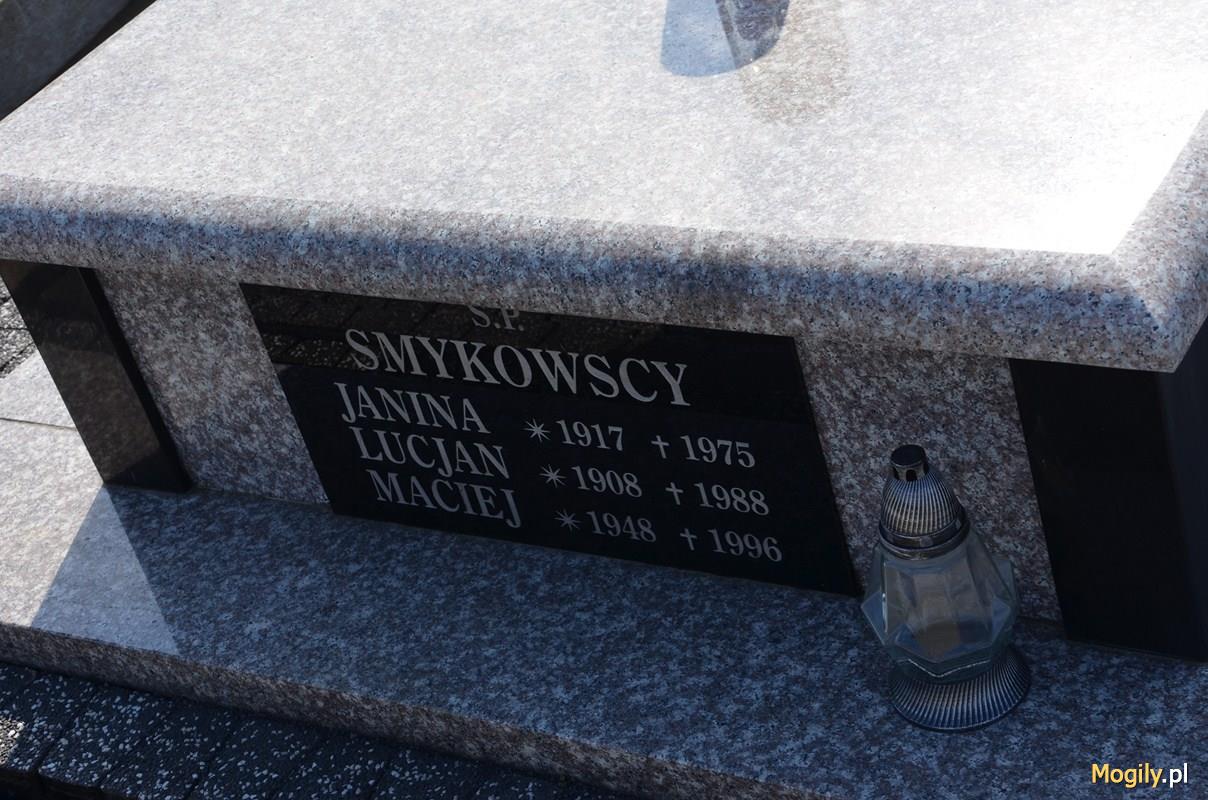 Ś.P.
SMYKOWSCY
JANINA ✴ 1917 ✝ 1975
LUCJAN ✴ 1908 ✝ 1988
MACIEJ ✴ 1948 ✝ 1996
Mogily.pl